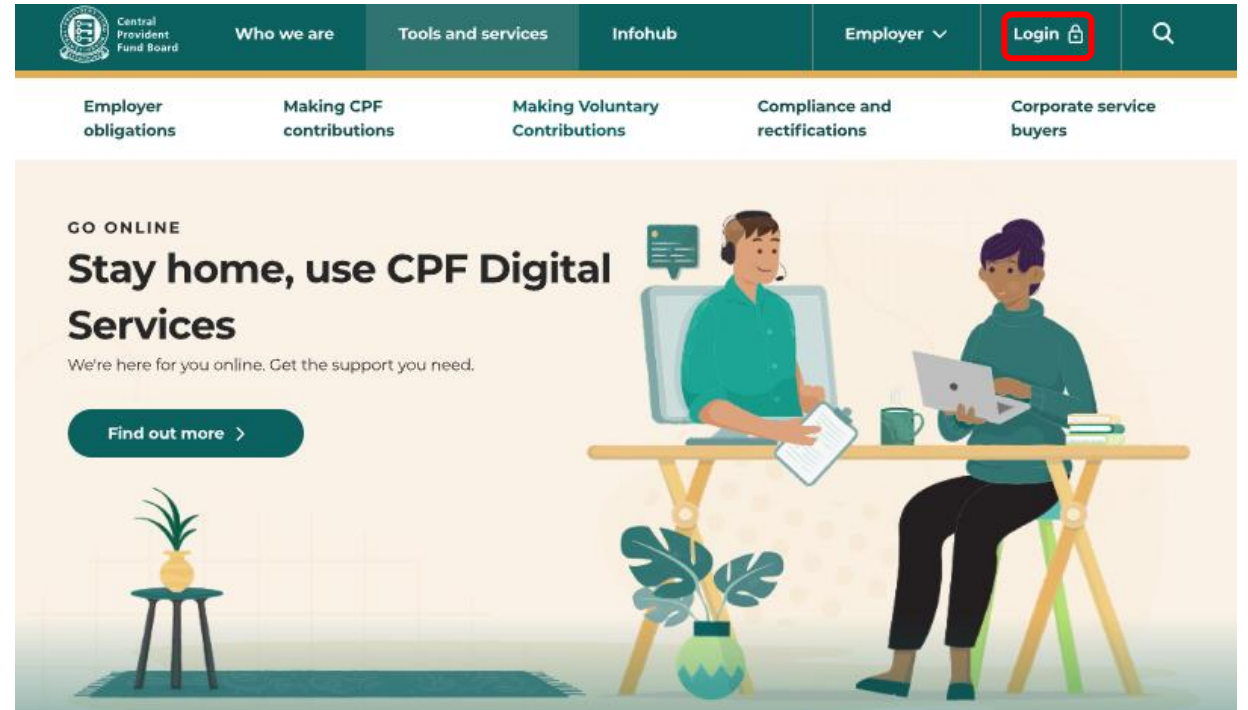 Central
Provident
Fund Board
Who we are
Tools and services
Infohub
Employer
Login
Employer
obligations
Making CPF
contributions
Making Voluntary
Contributions
Compliance and
rectifications
Corporate service
buyers
GO ONLINE
Stay home, use CPF Digital
Services
We're here for you online. Get the support you need.
Find out more